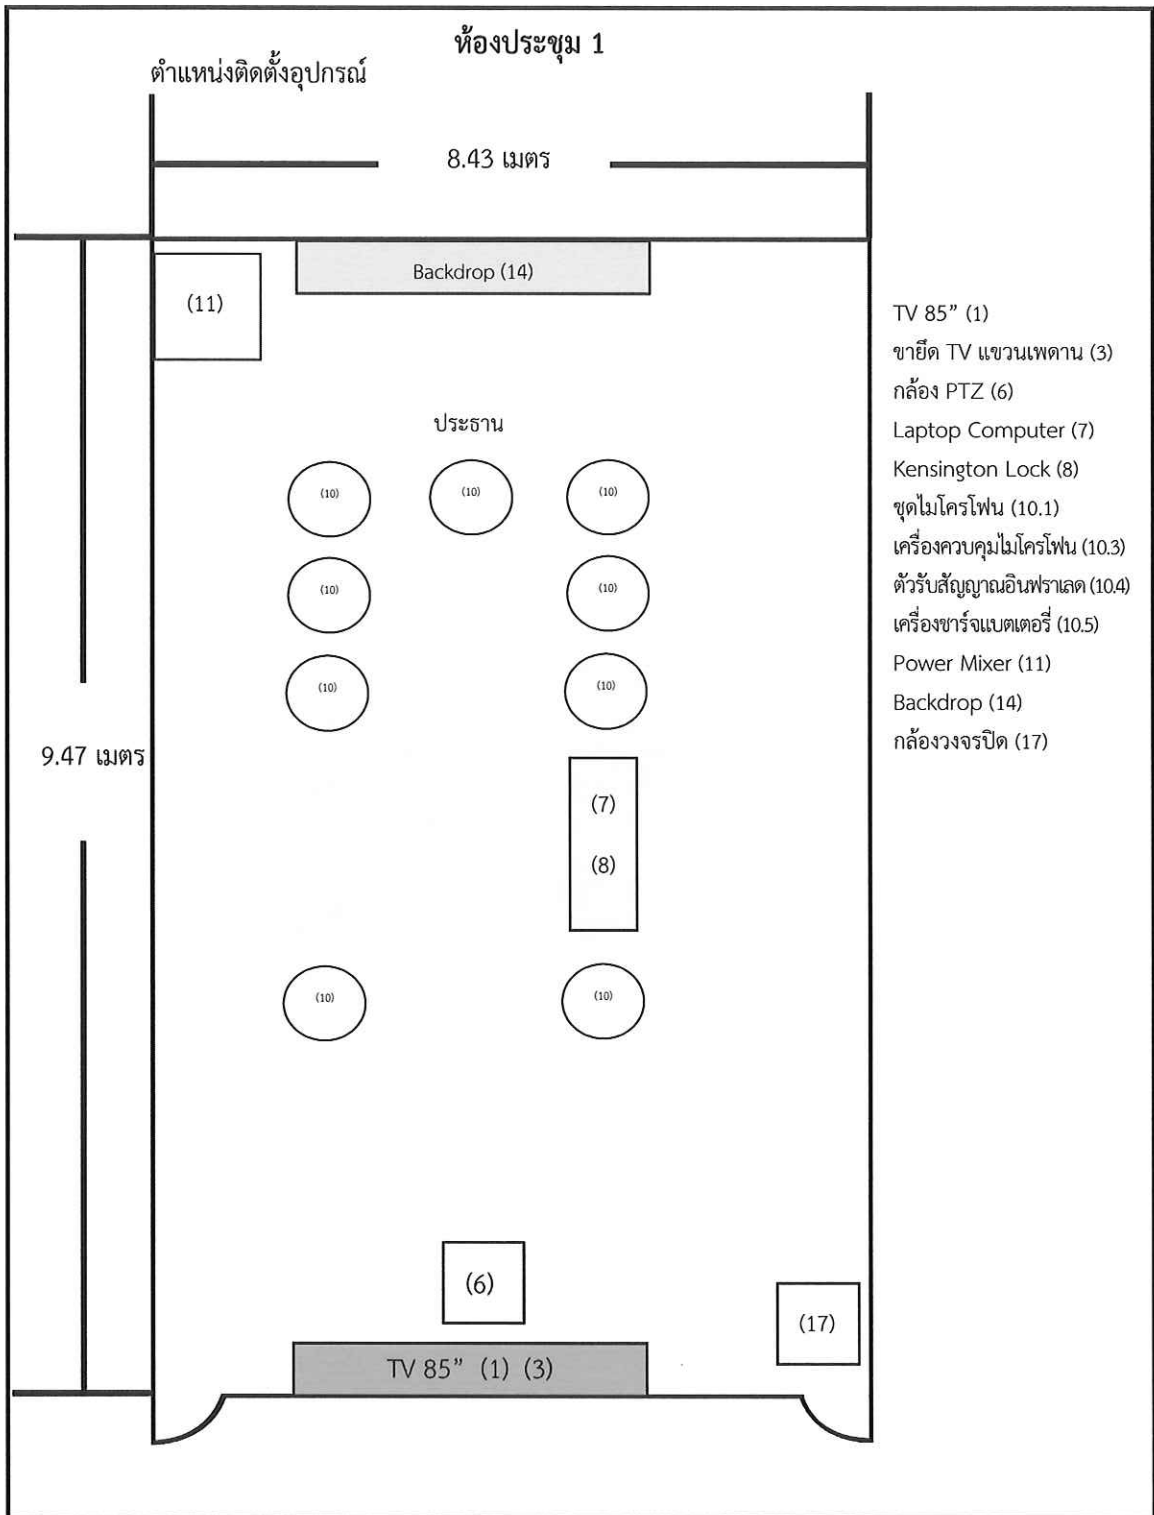 ห้องประชุม 1
ตำแหน่งติดตั้งอุปกรณ์
8.43 เมตร
Backdrop (14)
(11)
ประธาน
(10) (10) (10)
(10) (10)
(10) (10)
9.47 เมตร
(7)
(8)
(10) (10)
(6)
(17)
TV 85” (1) (3)
TV 85” (1)
ขายึด TV แขวนเพดาน (3)
กล้อง PTZ (6)
Laptop Computer (7)
Kensington Lock (8)
ชุดไมโครโฟน (10.1)
เครื่องควบคุมไมโครโฟน (10.3)
ตัวรับสัญญาณอินฟราเลด (10.4)
เครื่องชาร์จแบตเตอรี่ (10.5)
Power Mixer (11)
Backdrop (14)
กล้องวงจรปิด (17)